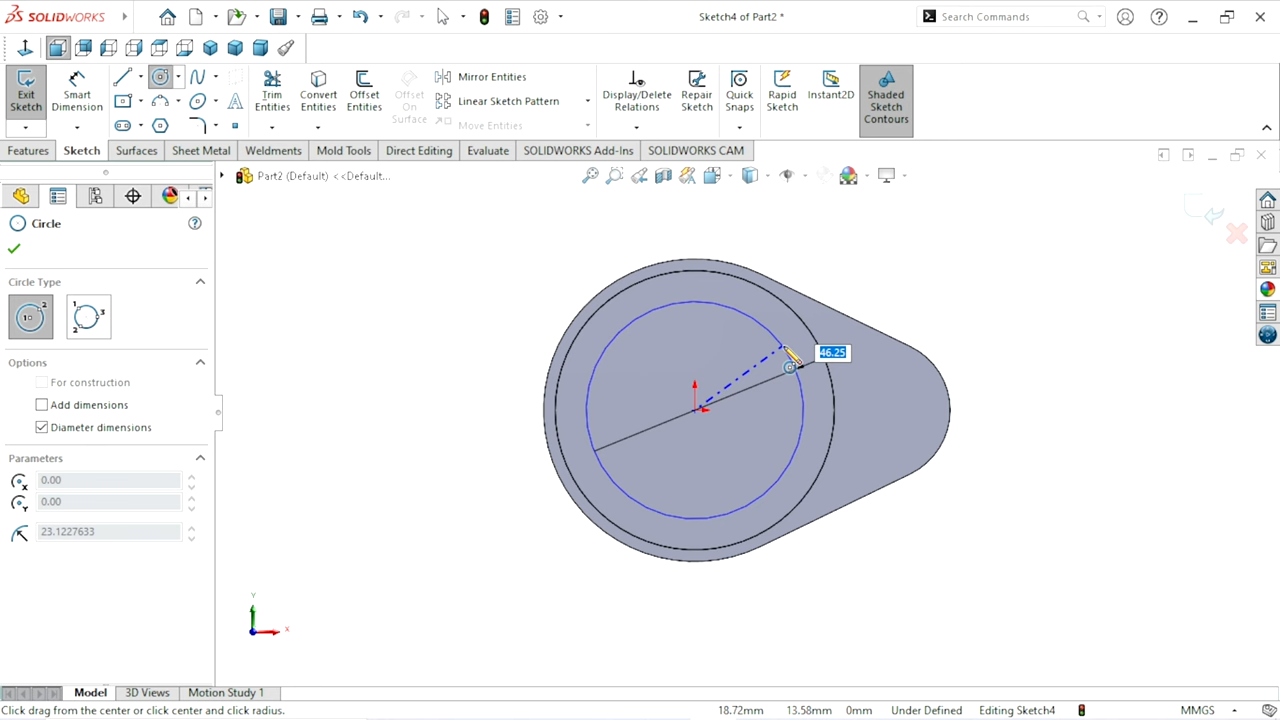 SOLIDWORKS
Sketch4 of Part2 *
Search Commands
Exit
Sketch
Smart
Dimension
Trim
Entities
Convert
Entities
Offset
Entities
Offset
On
Surface
Mirror Entities
Linear Sketch Pattern
Move Entities
Display/Delete
Relations
Repair
Sketch
Quick
Snaps
Rapid
Sketch
Instant2D
Shaded
Sketch
Contours
Features
Sketch
Surfaces
Sheet Metal
Weldments
Mold Tools
Direct Editing
Evaluate
SOLIDWORKS Add-Ins
SOLIDWORKS CAM
Part2 (Default) <<Default...
Circle
Circle Type
Options
For construction
Add dimensions
Diameter dimensions
Parameters
0.00
0.00
23.1227633
46.25
Y
X
Model
3D Views
Motion Study 1
Click drag from the center or click center and click radius.
18.72mm
13.58mm
0mm
Under Defined
Editing Sketch4
MMGS